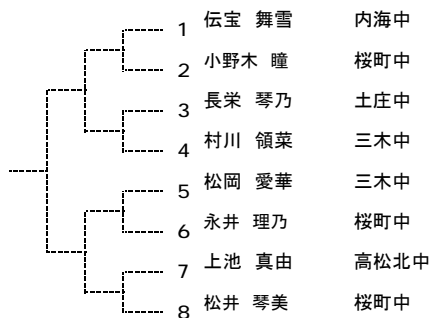 1 伝宝 舞雪 内海中
2 小野木 瞳 桜町中
3 長栄 琴乃 土庄中
4 村川 領菜 三木中
5 松岡 愛華 三木中
6 永井 理乃 桜町中
7 上池 真由 高松北中
8 松井 琴美 桜町中